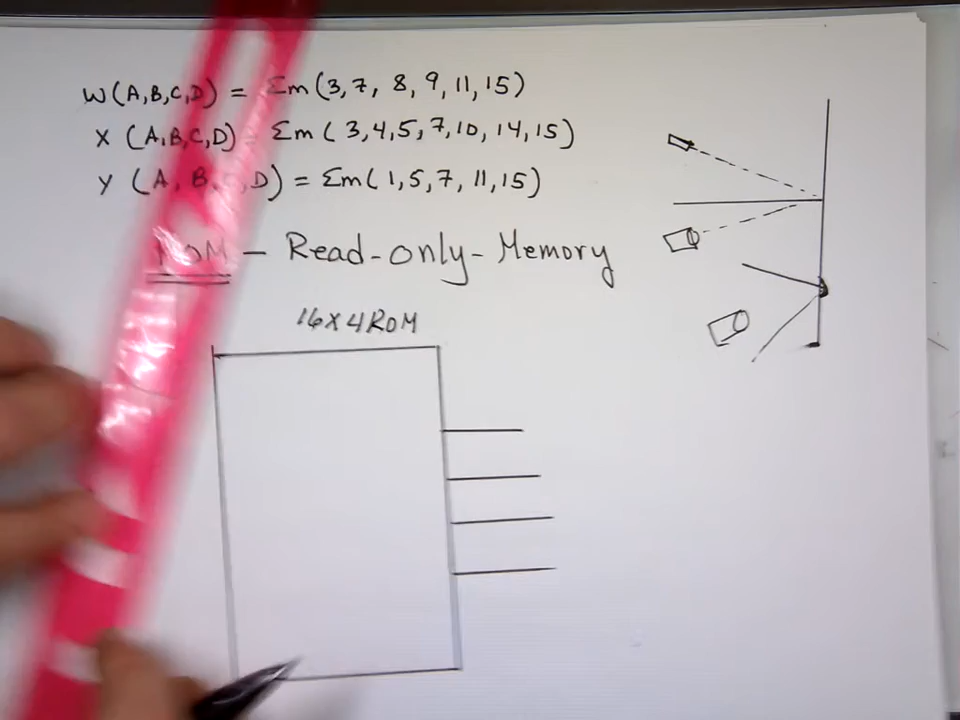 W(A,B,C,D) = Σm(3,7, 8, 9, 11, 15)
X (A,B,C,D) = Σm( 3,4,5,7,10, 14, 15)
Y (A, B, C, D) = Σm( 1,5,7, 11,15)
ROM - Read-only-Memory
16X4ROM